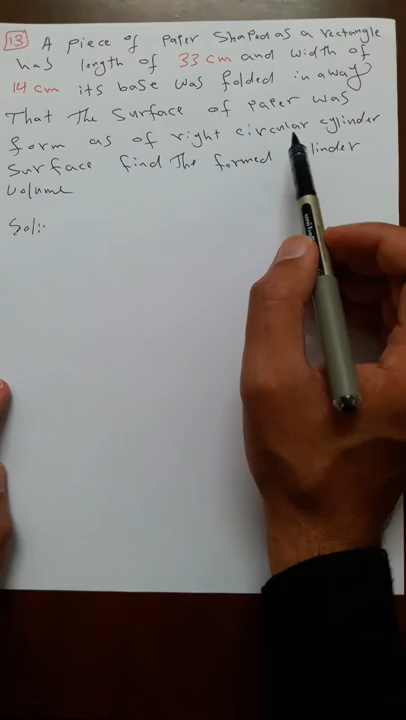 13 A piece of Paper Shaped as a rectangle
has length of 33 cm and width of
14 cm its base was folded in away
That The Surface of Paper was
form as of right circular cylinder
Surface find The formed linder
volume
Sol: